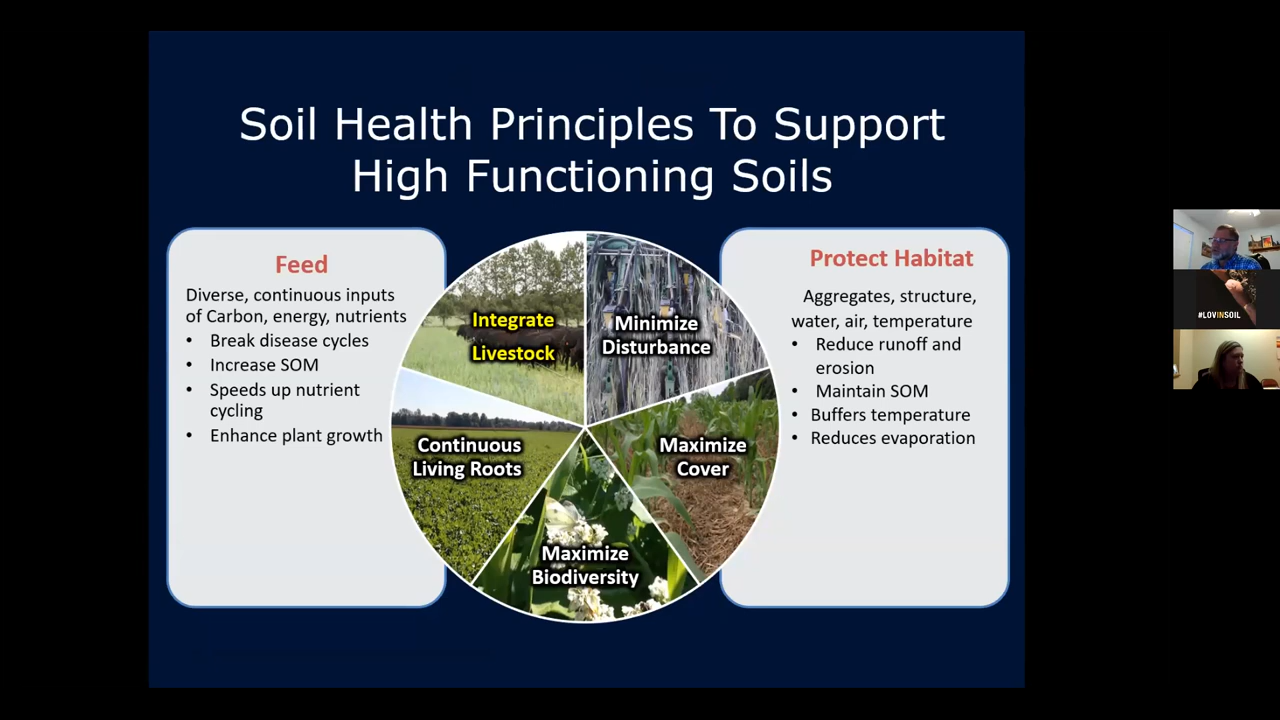 Soil Health Principles To Support
High Functioning Soils
Feed
Diverse, continuous inputs
of Carbon, energy, nutrients
• Break disease cycles
• Increase SOM
• Speeds up nutrient
cycling
• Enhance plant growth
Integrate
Livestock
Minimize
Disturbance
Continuous
Living Roots
Maximize
Cover
Maximize
Biodiversity
Protect Habitat
Aggregates, structure,
water, air, temperature
• Reduce runoff and
erosion
• Maintain SOM
• Buffers temperature
• Reduces evaporation
#LOVINSOIL